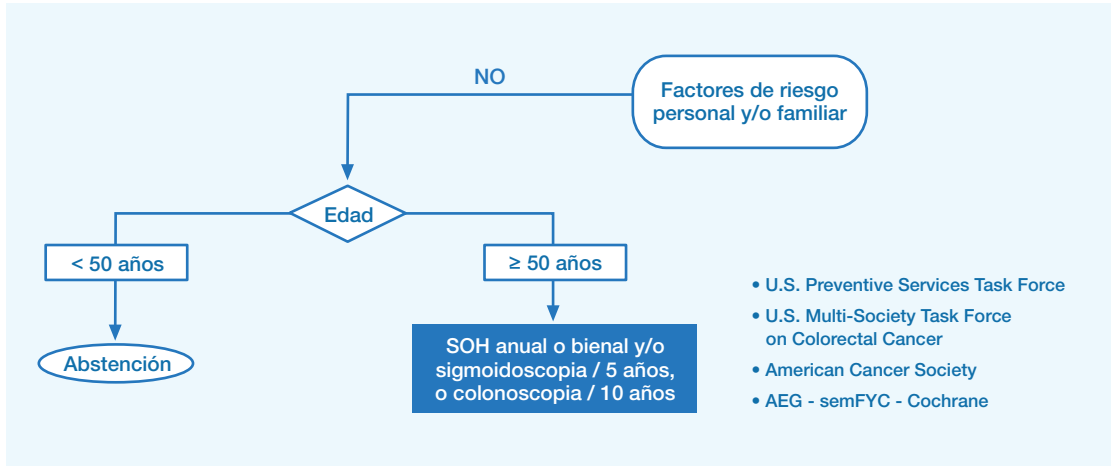 NO
Factores de riesgo
personal y/o familiar
Edad
< 50 años
≥ 50 años
Abstención
SOH anual o bienal y/o
sigmoidoscopia / 5 años,
o colonoscopia / 10 años
• U.S. Preventive Services Task Force
• U.S. Multi-Society Task Force
on Colorectal Cancer
• American Cancer Society
• AEG - semFYC - Cochrane